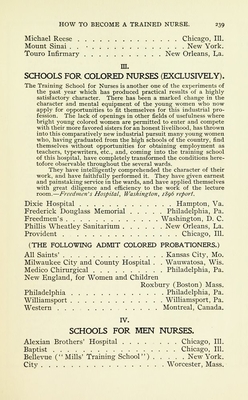 HOW TO BECOME A TRAINED NURSE. 239
Michael Reese . . . . . . . . . . . . . . . Chicago, Ill.
Mount Sinai . . . . . . . . . . . . . . . . New York.
Touro Infirmary . . . . . . . . . . . . . New Orleans, La.
III.
SCHOOLS FOR COLORED NURSES (EXCLUSIVELY).
The Training School for Nurses is another one of the experiments of
the past year which has produced practical results of a highly
satisfactory character. There has been a marked change in the
character and mental equipment of the young women who now
apply for opportunities to fit themselves for this industrial pro-
fession. The lack of openings in other fields of usefulness where
bright young colored women are permitted to enter and compete
with their more favored sisters for an honest livelihood, has thrown
into this comparatively new industrial pursuit many young women
who, having graduated from the high schools of the country, find
themselves without opportunities for obtaining employment as
teachers, typewriters, etc., and, coming into the training school
of this hospital, have completely transformed the conditions here-
tofore observable throughout the several wards.
They have intelligently comprehended the character of their
work, and have faithfully performed it. They have given earnest
and painstaking service in the wards, and have applied themselves
with great diligence and efficiency to the work of the lecture
room.—Freedmen's Hospital, Washington, 1896 report.
Dixie Hospital . . . . . . . . . . . . . . Hampton, Va.
Frederick Douglass Memorial . . . . . . . Philadelphia, Pa.
Freedmen's . . . . . . . . . . . . . . . Washington, D. C.
Phillis Wheatley Sanitarium . . . . . . . New Orleans, La.
Provident . . . . . . . . . . . . . . . . . Chicago, Ill.
(THE FOLLOWING ADMIT COLORED PROBATIONERS.)
All Saints' . . . . . . . . . . . . . . . Kansas City, Mo.
Milwaukee City and County Hospital . . Wauwatosa, Wis.
Medico Chirurgical . . . . . . . . . . . Philadelphia, Pa.
New England, for Women and Children
Roxbury (Boston) Mass.
Philadelphia . . . . . . . . . . . . . . Philadelphia, Pa.
Williamsport . . . . . . . . . . . . . . Williamsport, Pa.
Western . . . . . . . . . . . . . . . . Montreal, Canada.
IV.
SCHOOLS FOR MEN NURSES.
Alexian Brothers' Hospital . . . . . . . . . Chicago, Ill.
Baptist . . . . . . . . . . . . . . . . . . Chicago, Ill.
Bellevue ("Mills' Training School") . . . . . New York.
City . . . . . . . . . . . . . . . . . . Worcester, Mass.